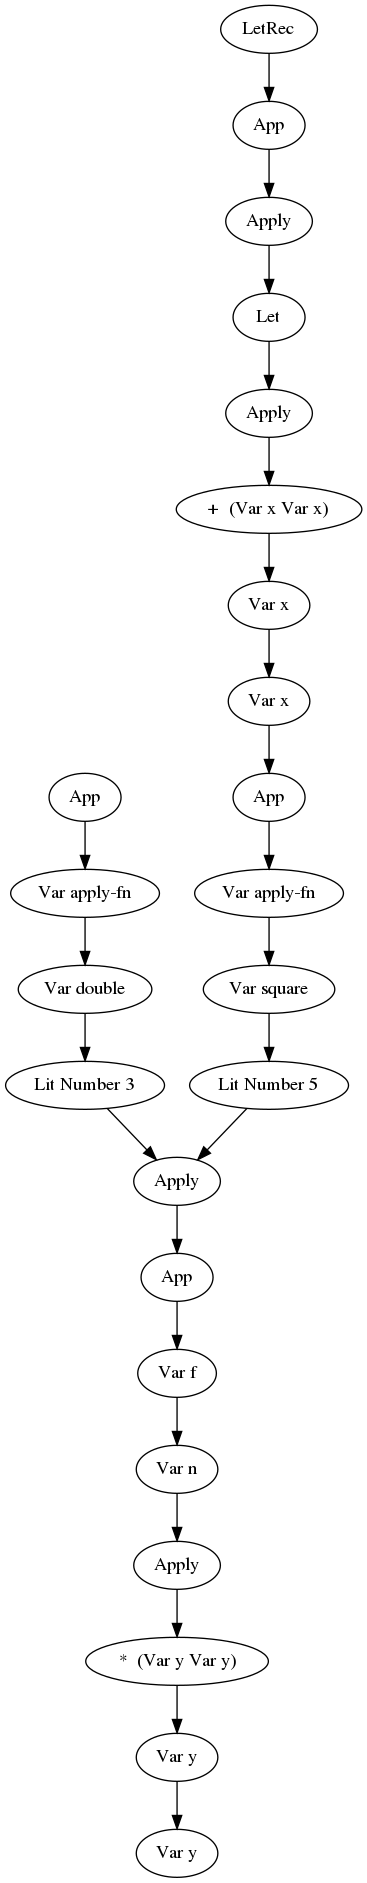 LetRec
App
Apply
Let
Apply
+ (Var x Var x)
Var x
Var x
App
App
Var apply-fn
Var apply-fn
Var double
Var square
Lit Number 3
Lit Number 5
Apply
App
Var f
Var n
Apply
* (Var y Var y)
Var y
Var y